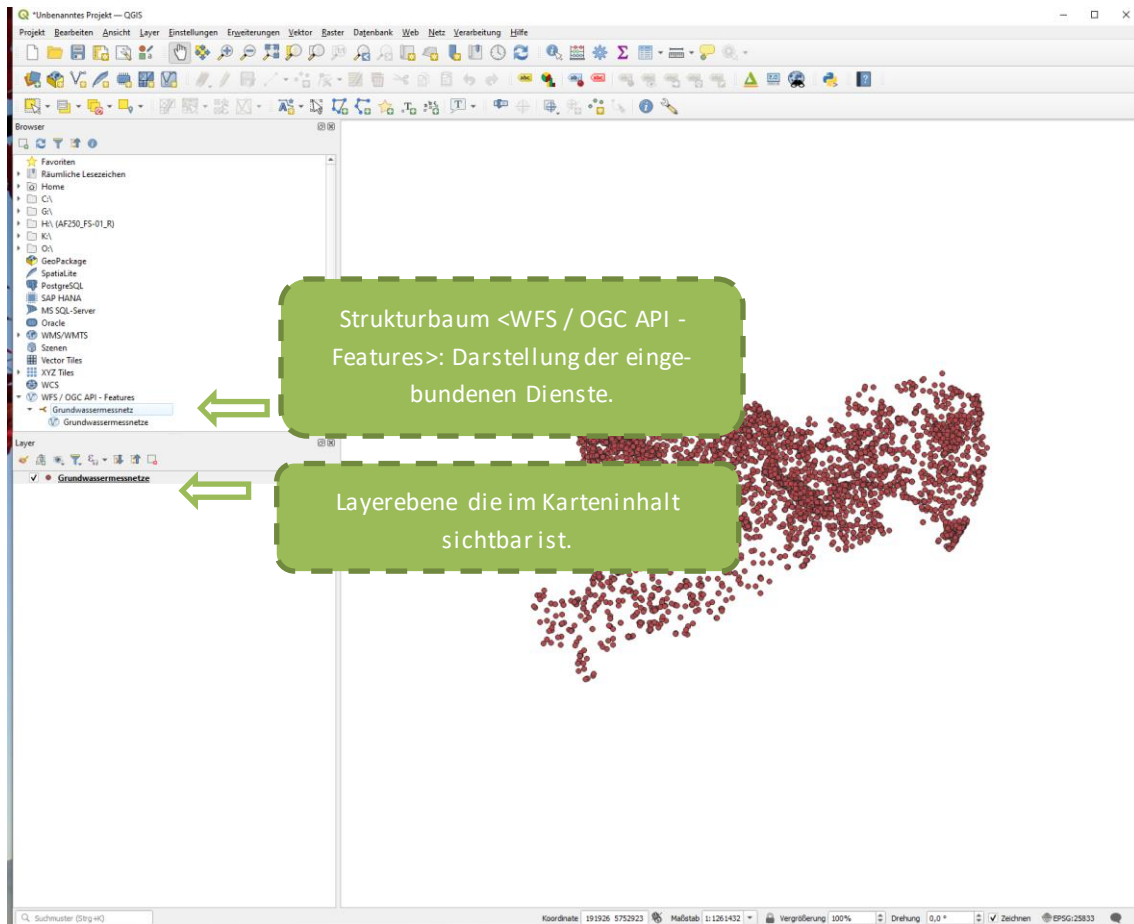 *Unbenanntes Projekt — QGIS
Projekt Bearbeiten Ansicht Layer Einstellungen Erweiterungen Vektor Raster Datenbank Web Netz Verarbeitung Hilfe
Browser
Favoriten
Räumliche Lesezeichen
Home
C:\
G:\
H:\ (AF250_FS-01_R)
K:\
O:\
GeoPackage
SpatiaLite
PostgreSQL
SAP HANA
MS SQL-Server
Oracle
WMS/WMTS
Szenen
Vector Tiles
XYZ Tiles
WCS
WFS / OGC API - Features
Grundwassermessnetz
Grundwassermessnetze
Strukturbaum <WFS / OGC API -
Features>: Darstellung der einge-
bundenen Dienste.
Layer
Grundwassermessnetze
Layerebene die im Karteninhalt
sichtbar ist.
Suchmuster (Strg+K)
Koordinate 191926 5752923 Maßstab 1:1261432 Vergrößerung 100% Drehung 0,0 ° Zeichnen EPSG:25833